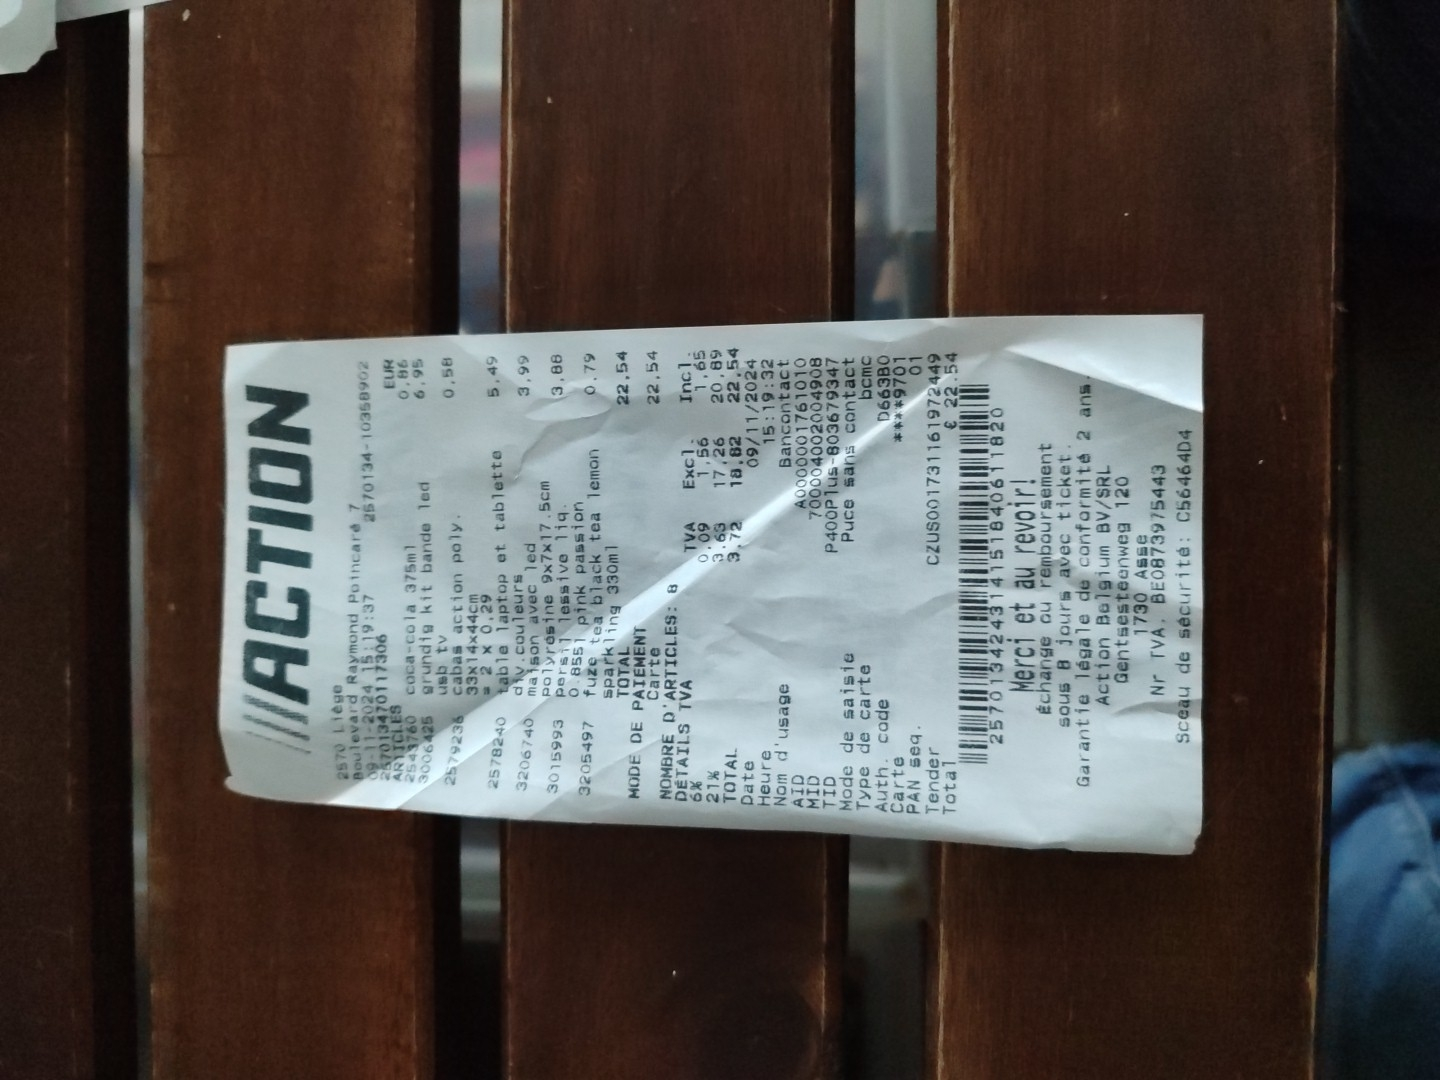 ///ACTION
2570 Liège
Boulevard Raymond Poincaré 7
09-11-2024 15:19:37 2570134-10358902
2570134701117306
ARTICLES EUR
2543760 coca-cola 375ml 0,86
3006425 grundig kit bande led 6,95
usb tv
2579236 cabas action poly. 0,58
33x14x44cm
= 2 x 0,29
2578240 table laptop et tablette 5,49
div.couleurs
3206740 maison avec led 3,99
polyrésine 9x7x17.5cm
3015993 persil lessive liq. 3,88
0.855l pink passion
3205497 fuze tea black tea lemon 0,79
sparkling 330ml
TOTAL 22,54
MODE DE PAIEMENT
Carte 22,54
NOMBRE D'ARTICLES: 8
DÉTAILS TVA TVA Excl. Incl.
6% 0,09 1,56 1,65
21% 3,63 17,26 20,89
TOTAL 3,72 18,82 22,54
Date 09/11/2024
Heure 15:19:32
Nom d'usage Bancontact
AID A0000001761010
MID 700004002004908
TID P400Plus-803679347
Mode de saisie Puce sans contact
Type de carte bcmc
Auth. code D663B0
Carte ****9701
PAN seq. 01
Tender CZUS001731161972449
Total € 22.54
257013424314151840611820
Merci et au revoir!
Échange ou remboursement
sous 8 jours avec ticket.
Garantie légale de conformité 2 ans.
Action Belgium BV/SRL
Gentsesteenweg 120
1730 Asse
Nr TVA. BE0873975443
Sceau de sécurité: C56464D4